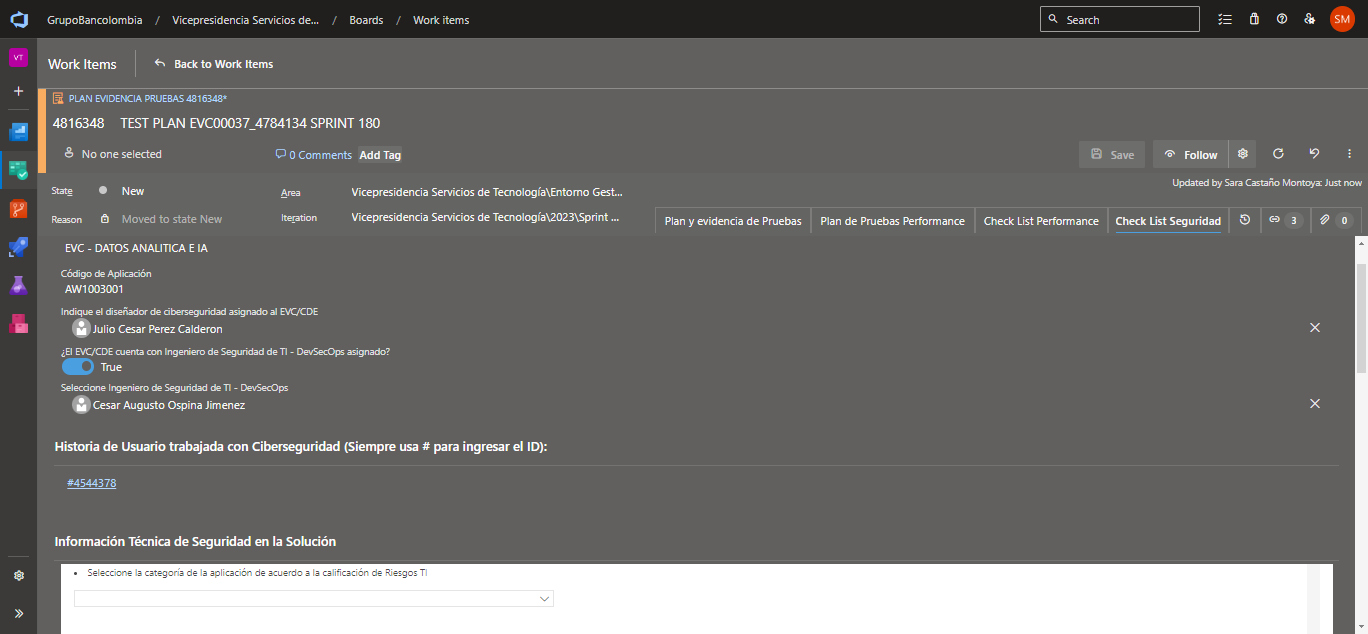 GrupoBancolombia / Vicepresidencia Servicios de... / Boards / Work items
Search
SM
VT
Work Items
Back to Work Items
PLAN EVIDENCIA PRUEBAS 4816348*
4816348 TEST PLAN EVC00037_4784134 SPRINT 180
No one selected
0 Comments
Add Tag
Save
Follow
Updated by Sara Castaño Montoya: Just now
State New
Area Vicepresidencia Servicios de Tecnología\Entorno Gest...
Reason Moved to state New
Iteration Vicepresidencia Servicios de Tecnología\2023\Sprint ...
Plan y evidencia de Pruebas
Plan de Pruebas Performance
Check List Performance
Check List Seguridad
3
0
EVC - DATOS ANALITICA E IA
Código de Aplicación
AW1003001
Indique el diseñador de ciberseguridad asignado al EVC/CDE
Julio Cesar Perez Calderon
¿El EVC/CDE cuenta con Ingeniero de Seguridad de TI - DevSecOps asignado?
True
Seleccione Ingeniero de Seguridad de TI - DevSecOps
Cesar Augusto Ospina Jimenez
Historia de Usuario trabajada con Ciberseguridad (Siempre usa # para ingresar el ID):
#4544378
Información Técnica de Seguridad en la Solución
• Seleccione la categoría de la aplicación de acuerdo a la calificación de Riesgos TI